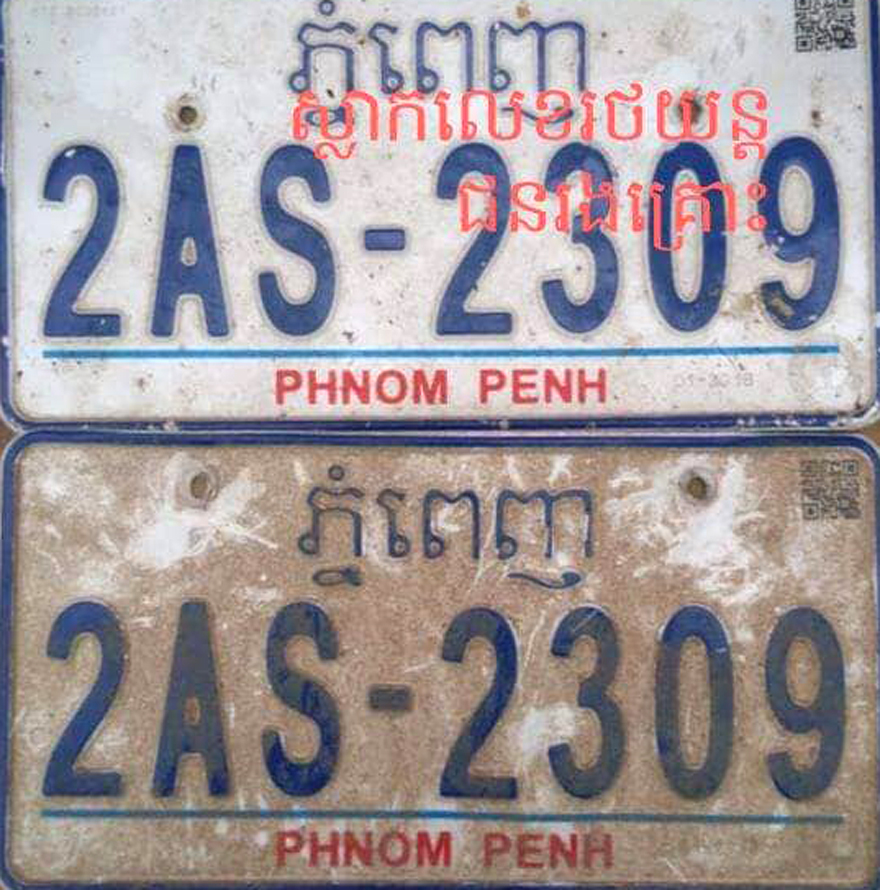 ភ្នំពេញ
ស្លាកលេខរថយន្ត
ជនរងគ្រោះ
2AS-2309
PHNOM PENH
ភ្នំពេញ
2AS-2309
PHNOM PENH